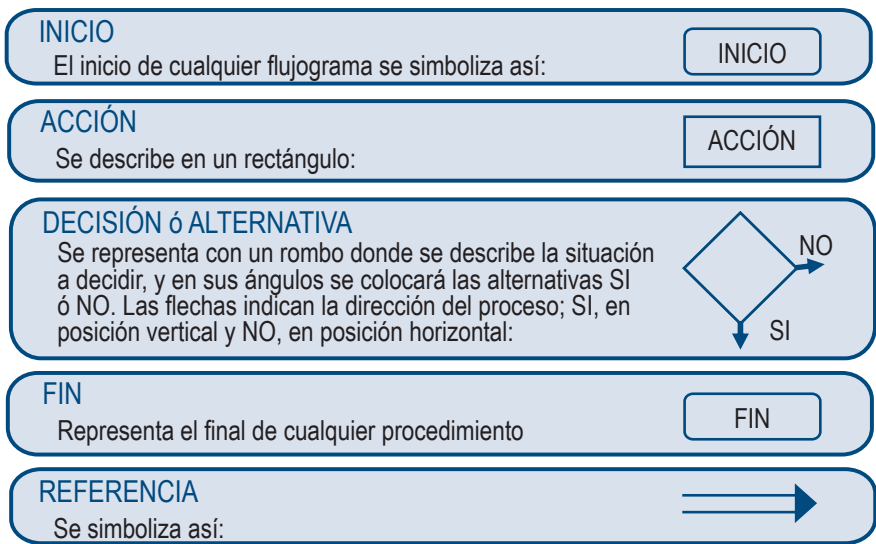 INICIO
El inicio de cualquier flujograma se simboliza así:
INICIO
ACCIÓN
Se describe en un rectángulo:
ACCIÓN
DECISIÓN ó ALTERNATIVA
Se representa con un rombo donde se describe la situación
a decidir, y en sus ángulos se colocará las alternativas SI
ó NO. Las flechas indican la dirección del proceso; SI, en
posición vertical y NO, en posición horizontal:
NO
SI
FIN
Representa el final de cualquier procedimiento
FIN
REFERENCIA
Se simboliza así: